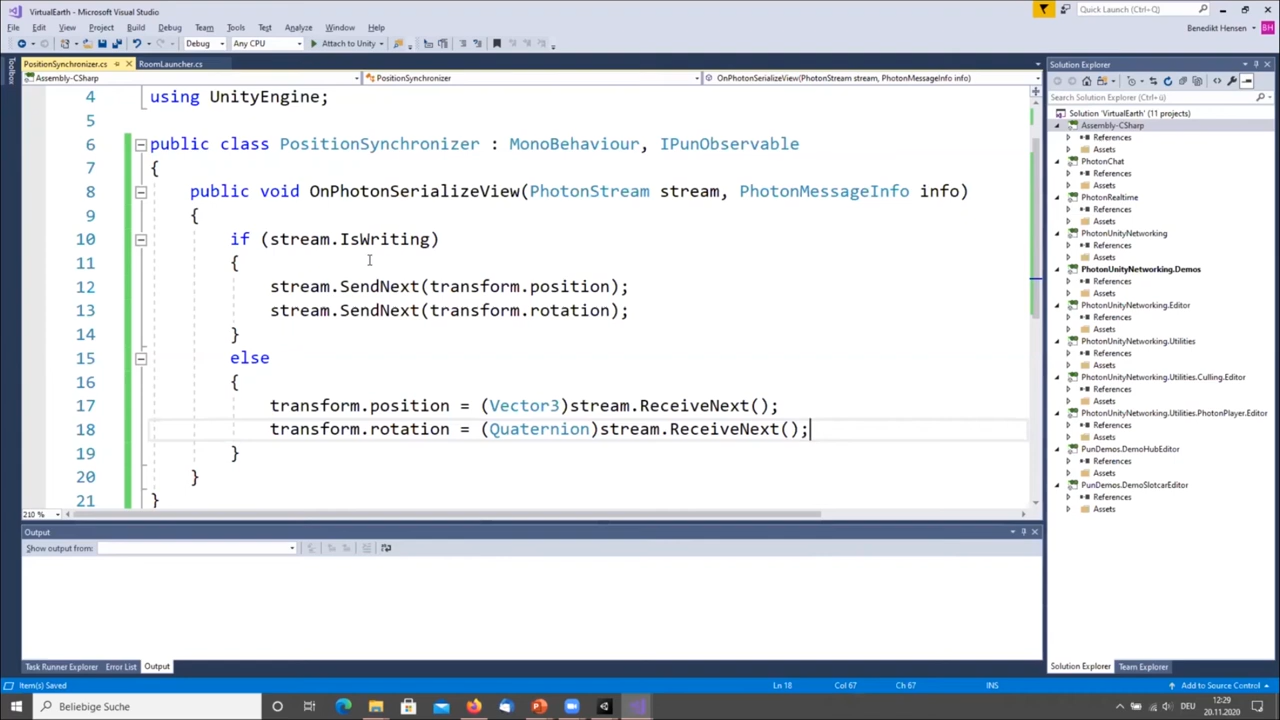 VirtualEarth - Microsoft Visual Studio
Quick Launch (Ctrl+Q)
File Edit View Project Build Debug Team Tools Analyze Window Help
Benedikt Hensen BH
Debug Any CPU Attach to Unity
Toolbox
PositionSynchronizer.cs RoomLauncher.cs
Assembly-CSharp PositionSynchronizer OnPhotonSerializeView(PhotonStream stream, PhotonMessageInfo info)
4 using UnityEngine;
5
6 public class PositionSynchronizer : MonoBehaviour, IPunObservable
7 {
8 public void OnPhotonSerializeView(PhotonStream stream, PhotonMessageInfo info)
9 {
10 if (stream.IsWriting)
11 {
12 stream.SendNext(transform.position);
13 stream.SendNext(transform.rotation);
14 }
15 else
16 {
17 transform.position = (Vector3)stream.ReceiveNext();
18 transform.rotation = (Quaternion)stream.ReceiveNext();
19 }
20 }
21 }
210 %
Output
Show output from:
Task Runner Explorer Error List Output
Solution Explorer
Search Solution Explorer (Ctrl+ü)
Solution 'VirtualEarth' (11 projects)
Assembly-CSharp
References
Assets
PhotonChat
References
Assets
PhotonRealtime
References
Assets
PhotonUnityNetworking
References
Assets
PhotonUnityNetworking.Demos
References
Assets
PhotonUnityNetworking.Editor
References
Assets
PhotonUnityNetworking.Utilities
References
Assets
PhotonUnityNetworking.Utilities.Culling.Editor
References
Assets
PhotonUnityNetworking.Utilities.PhotonPlayer.Editor
References
Assets
PunDemos.DemoHubEditor
References
Assets
PunDemos.DemoSlotcarEditor
References
Assets
Solution Explorer Team Explorer
Item(s) Saved Ln 18 Col 67 Ch 67 INS Add to Source Control
Beliebige Suche
DEU
12:29
20.11.2020